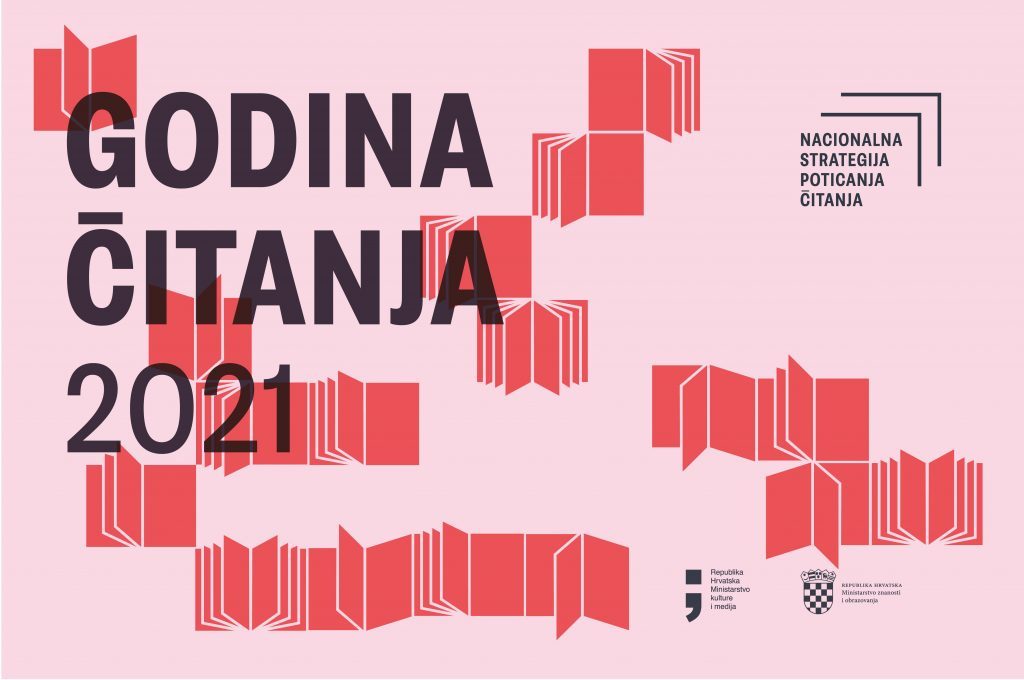 GODINA
ČITANJA
2021
NACIONALNA
STRATEGIJA
POTICANJA
ČITANJA
Republika
Hrvatska
Ministarstvo
kulture
i medija
REPUBLIKA HRVATSKA
Ministarstvo znanosti
i obrazovanja